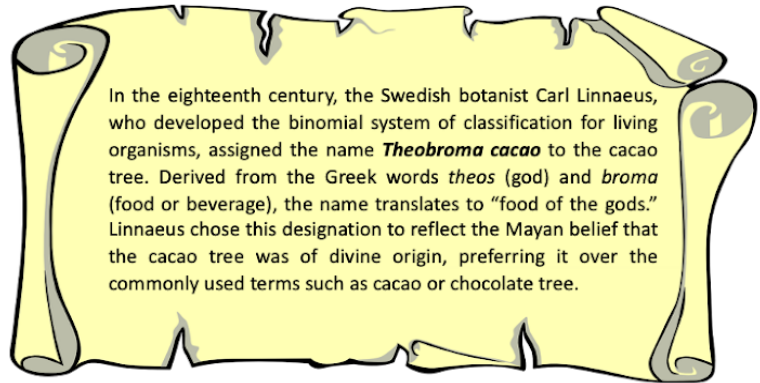 In the eighteenth century, the Swedish botanist Carl Linnaeus,
who developed the binomial system of classification for living
organisms, assigned the name Theobroma cacao to the cacao
tree. Derived from the Greek words theos (god) and broma
(food or beverage), the name translates to “food of the gods.”
Linnaeus chose this designation to reflect the Mayan belief that
the cacao tree was of divine origin, preferring it over the
commonly used terms such as cacao or chocolate tree.